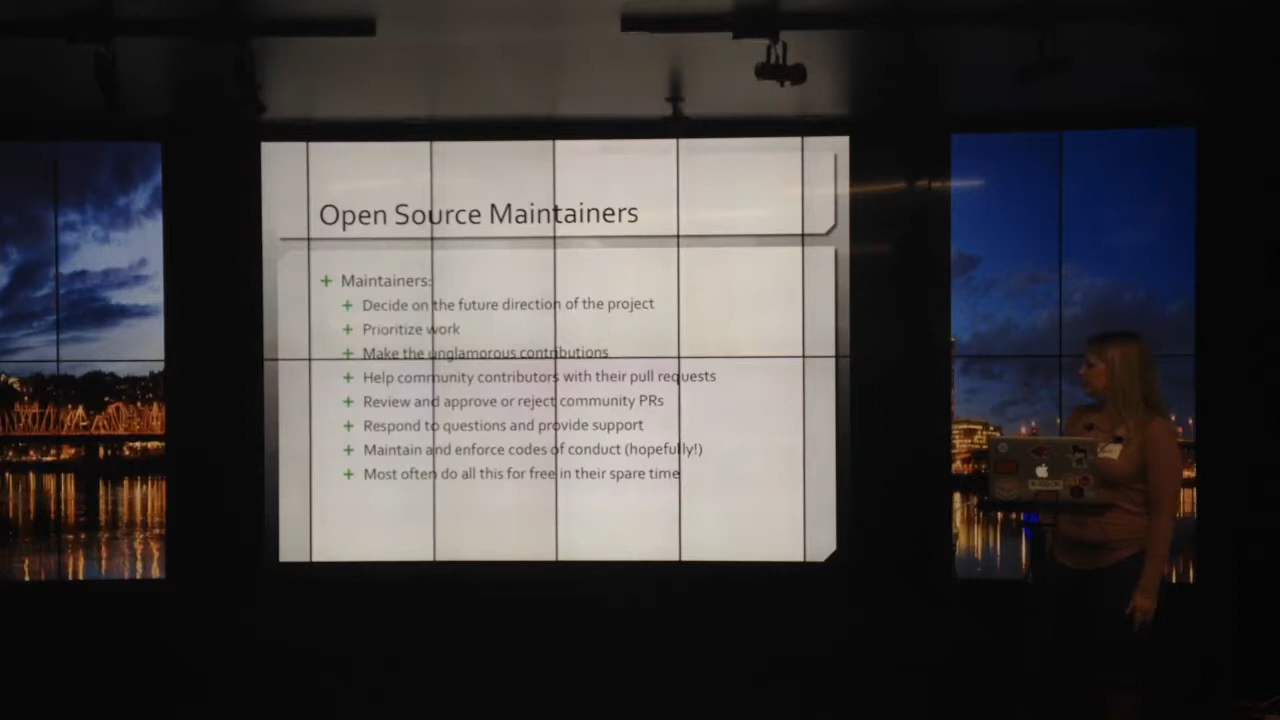 Open Source Maintainers
Maintainers:
Decide on the future direction of the project
Prioritize work
Make the unglamorous contributions
Help community contributors with their pull requests
Review and approve or reject community PRs
Respond to questions and provide support
Maintain and enforce codes of conduct (hopefully!)
Most often do all this for free in their spare time